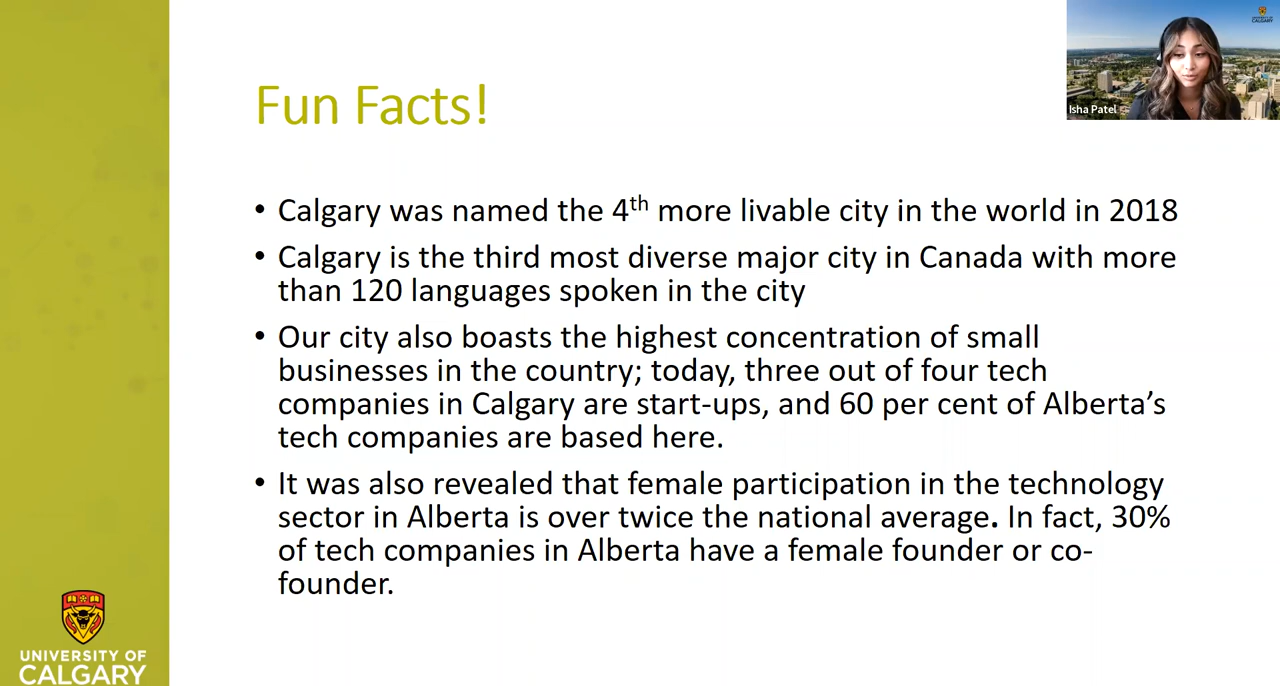 Fun Facts!
UNIVERSITY OF
CALGARY
Isha Patel
• Calgary was named the 4th more livable city in the world in 2018
• Calgary is the third most diverse major city in Canada with more
than 120 languages spoken in the city
• Our city also boasts the highest concentration of small
businesses in the country; today, three out of four tech
companies in Calgary are start-ups, and 60 per cent of Alberta’s
tech companies are based here.
• It was also revealed that female participation in the technology
sector in Alberta is over twice the national average. In fact, 30%
of tech companies in Alberta have a female founder or co-
founder.
UNIVERSITY OF
CALGARY